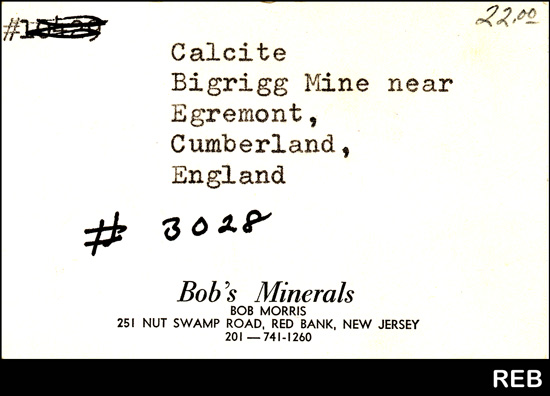 22.00
#
Calcite
Bigrigg Mine near
Egremont,
Cumberland,
England
# 3028
Bob's Minerals
BOB MORRIS
251 NUT SWAMP ROAD, RED BANK, NEW JERSEY
201 — 741-1260
REB